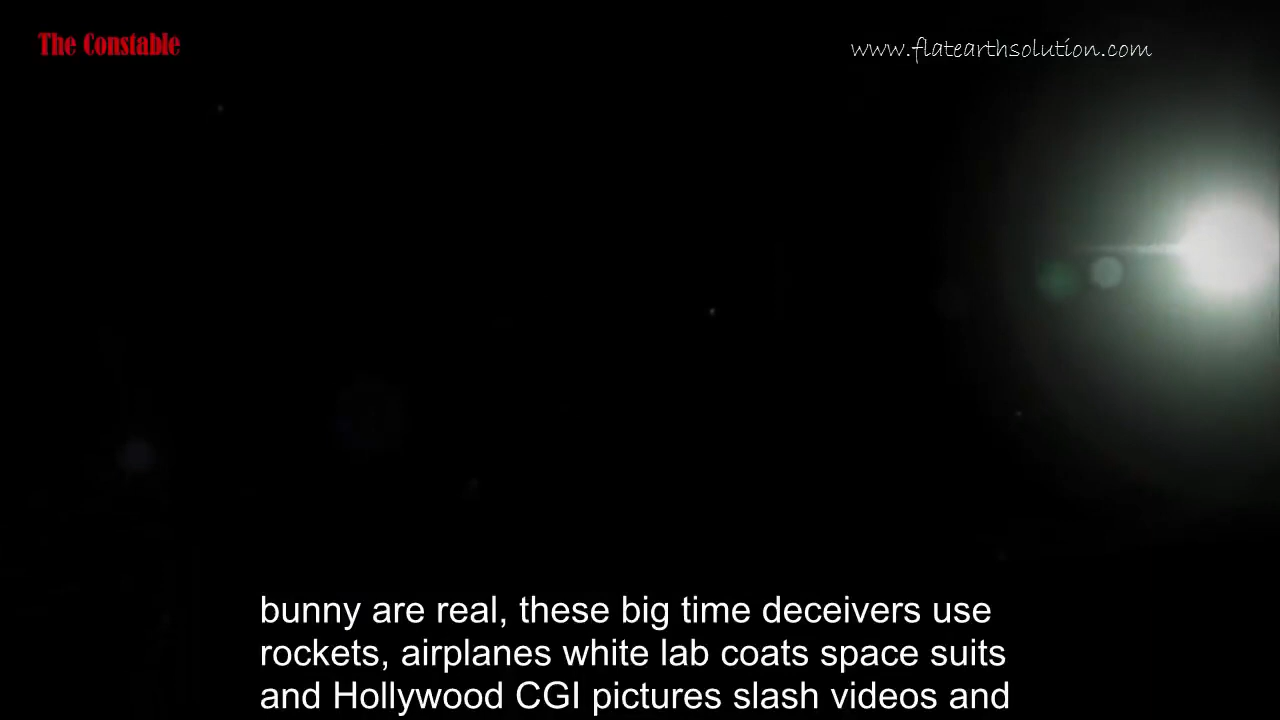 The Constable
www.flatearthsolution.com
bunny are real, these big time deceivers use
rockets, airplanes white lab coats space suits
and Hollywood CGI pictures slash videos and